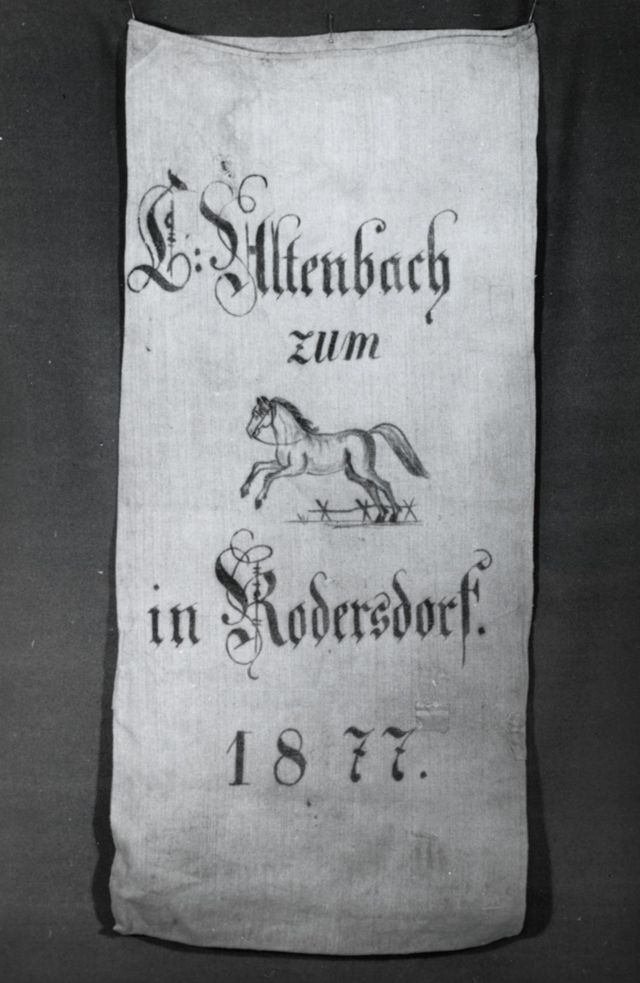 L: Altenbach
zum
in Rodersdorf.
1877.